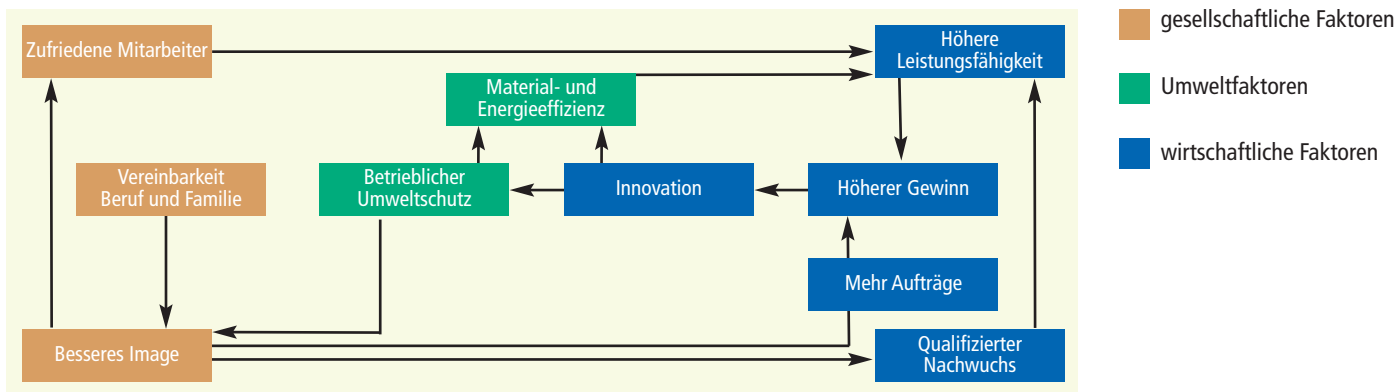 Zufriedene Mitarbeiter
Höhere
Leistungsfähigkeit
Material- und
Energieeffizienz
Vereinbarkeit
Beruf und Familie
Betrieblicher
Umweltschutz
Innovation
Höherer Gewinn
Mehr Aufträge
Besseres Image
Qualifizierter
Nachwuchs
gesellschaftliche Faktoren
Umweltfaktoren
wirtschaftliche Faktoren